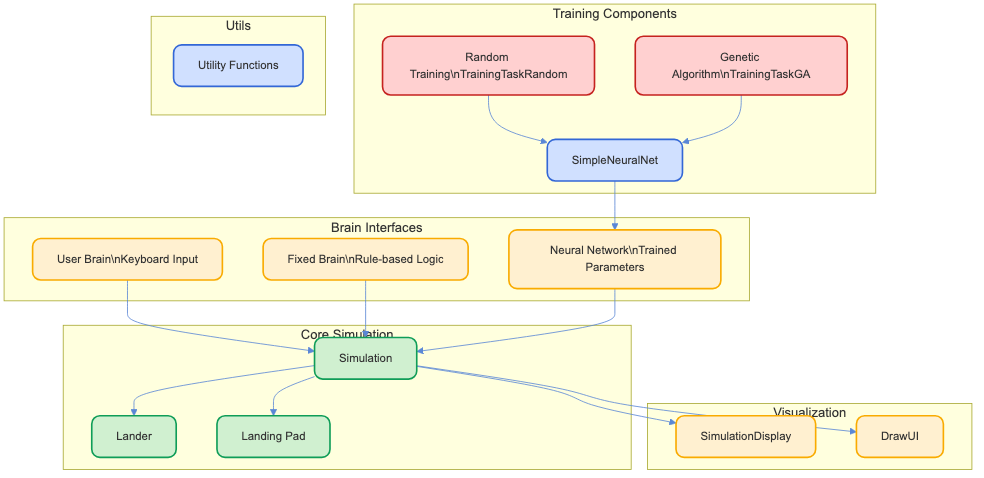 Training Components
Utils
Utility Functions
Random
Training\nTrainingTaskRandom
Genetic
Algorithm\nTrainingTaskGA
SimpleNeuralNet
Brain Interfaces
User Brain\nKeyboard Input
Fixed Brain\nRule-based Logic
Neural Network\nTrained
Parameters
Core Simulation
Simulation
Lander
Landing Pad
Visualization
SimulationDisplay
DrawUI